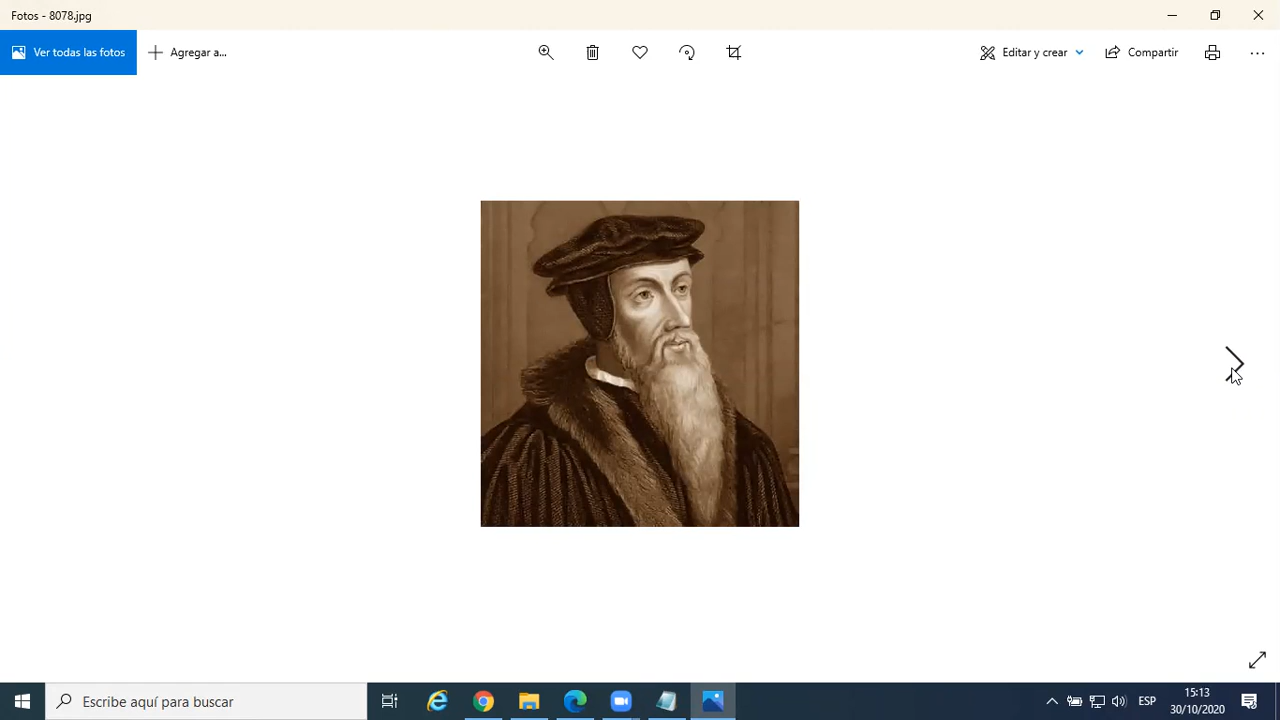 Fotos - 8078.jpg
Ver todas las fotos
Agregar a...
Editar y crear
Compartir
Escribe aquí para buscar
ESP
15:13
30/10/2020